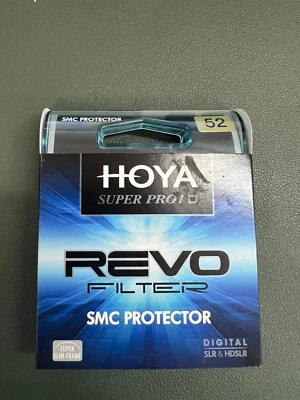 SMC PROTECTOR
52
HOYA
SUPER PRO1 D
REVO
FILTER
SMC PROTECTOR
DIGITAL
SUPER
SLIM FRAME
SLR & HDSLR